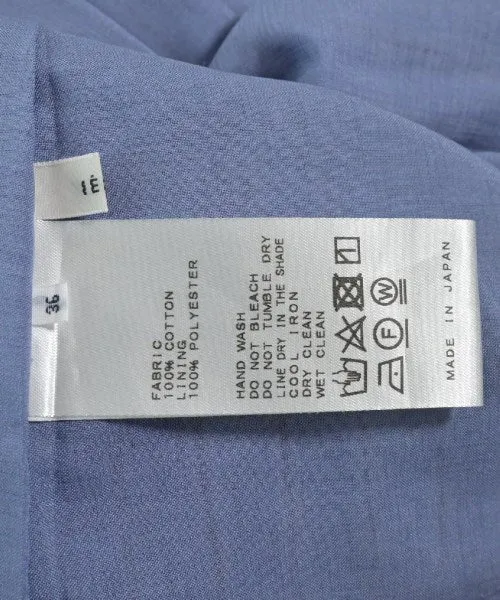 E.
36
FABRIC
100% COTTON
LINING
100% POLYESTER
HAND WASH
DO NOT BLEACH
DO NOT TUMBLE DRY
LINE DRY IN THE SHADE
COOL IRON
DRY CLEAN
WET CLEAN
F
W
MADE IN JAPAN